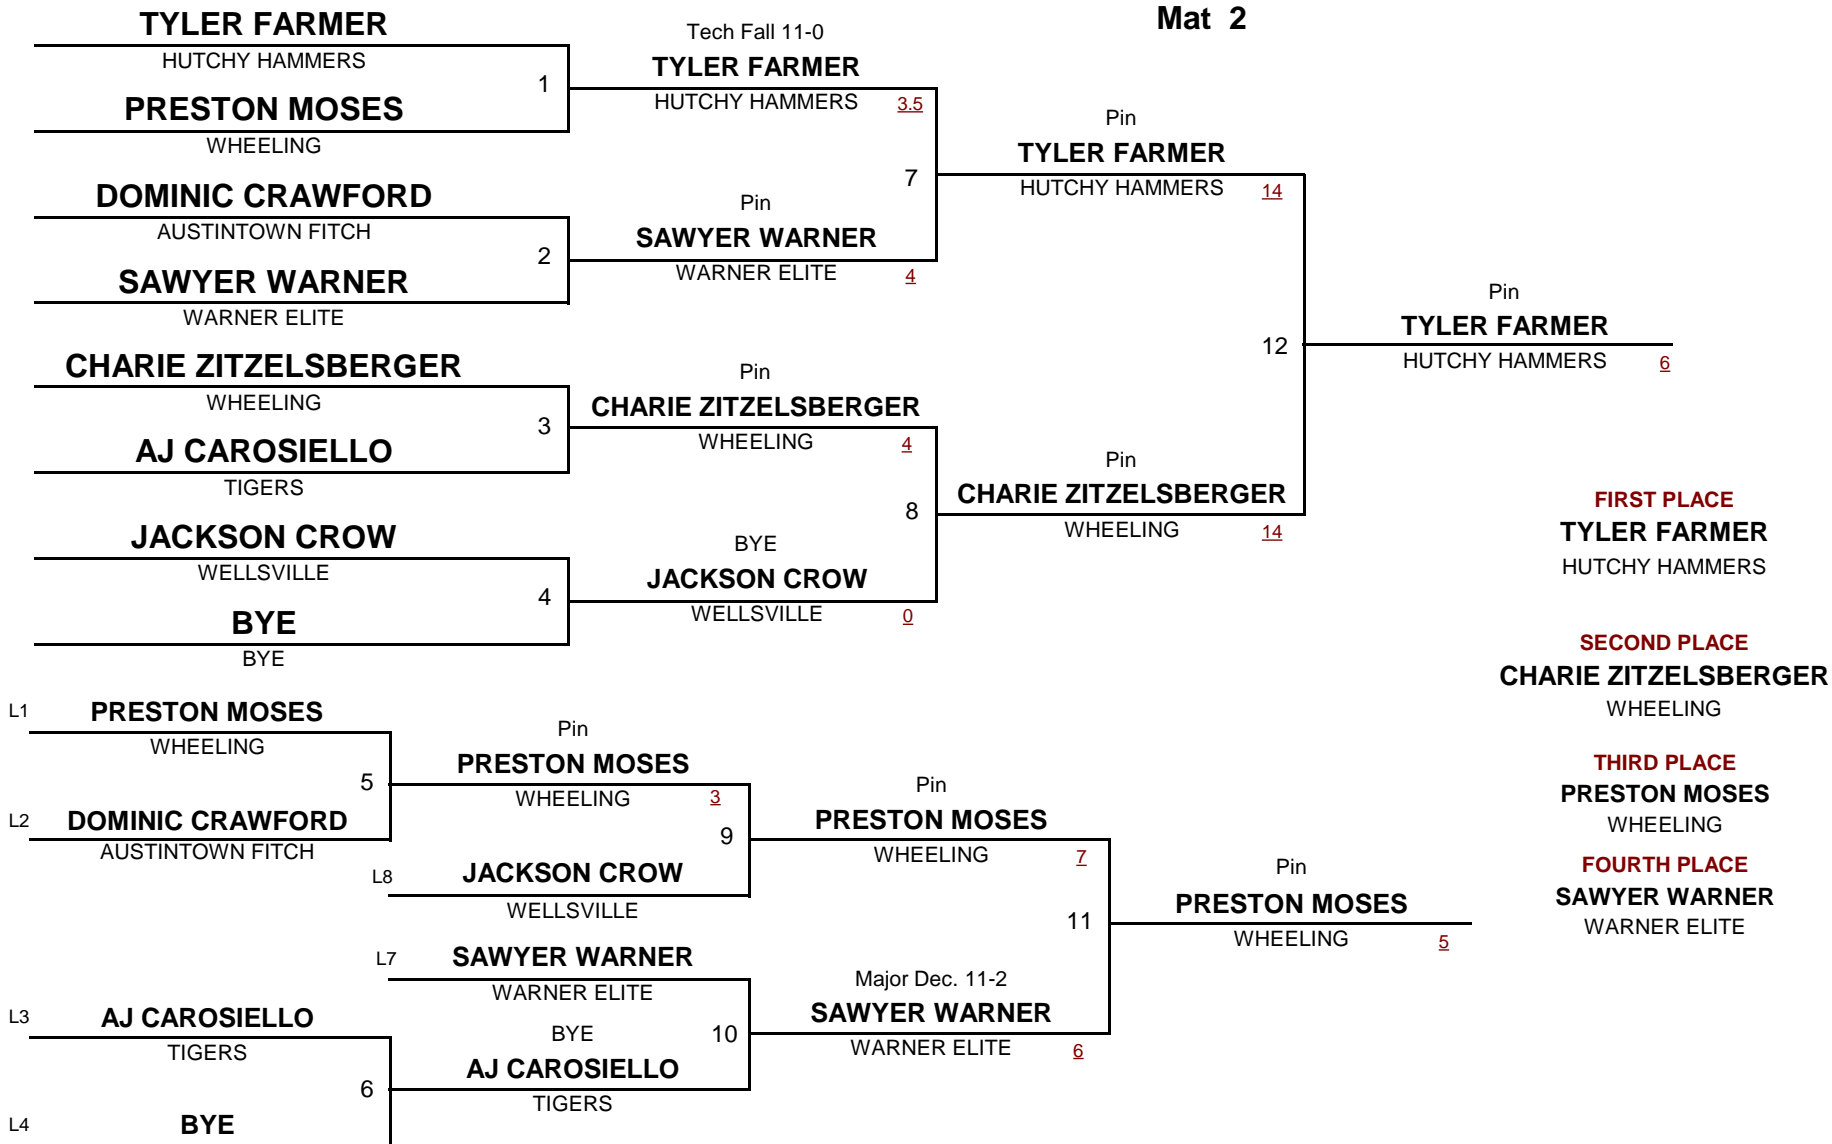 Mat 2
TYLER FARMER
HUTCHY HAMMERS
1
PRESTON MOSES
WHEELING
DOMINIC CRAWFORD
AUSTINTOWN FITCH
2
SAWYER WARNER
WARNER ELITE
CHARIE ZITZELSBERGER
WHEELING
3
AJ CAROSIELLO
TIGERS
JACKSON CROW
WELLSVILLE
4
BYE
BYE
Tech Fall 11-0
TYLER FARMER
HUTCHY HAMMERS 3.5
7
Pin
SAWYER WARNER
WARNER ELITE 4
Pin
CHARIE ZITZELSBERGER
WHEELING 4
8
BYE
JACKSON CROW
WELLSVILLE 0
Pin
TYLER FARMER
HUTCHY HAMMERS 14
12
Pin
CHARIE ZITZELSBERGER
WHEELING 14
Pin
TYLER FARMER
HUTCHY HAMMERS 6
FIRST PLACE
TYLER FARMER
HUTCHY HAMMERS
SECOND PLACE
CHARIE ZITZELSBERGER
WHEELING
THIRD PLACE
PRESTON MOSES
WHEELING
FOURTH PLACE
SAWYER WARNER
WARNER ELITE
L1 PRESTON MOSES
WHEELING
5
L2 DOMINIC CRAWFORD
AUSTINTOWN FITCH
Pin
PRESTON MOSES
WHEELING 3
9
L8 JACKSON CROW
WELLSVILLE
L7 SAWYER WARNER
WARNER ELITE
10
BYE
AJ CAROSIELLO
TIGERS
L3 AJ CAROSIELLO
TIGERS
6
L4 BYE
Pin
PRESTON MOSES
WHEELING 7
11
Major Dec. 11-2
SAWYER WARNER
WARNER ELITE 6
Pin
PRESTON MOSES
WHEELING 5